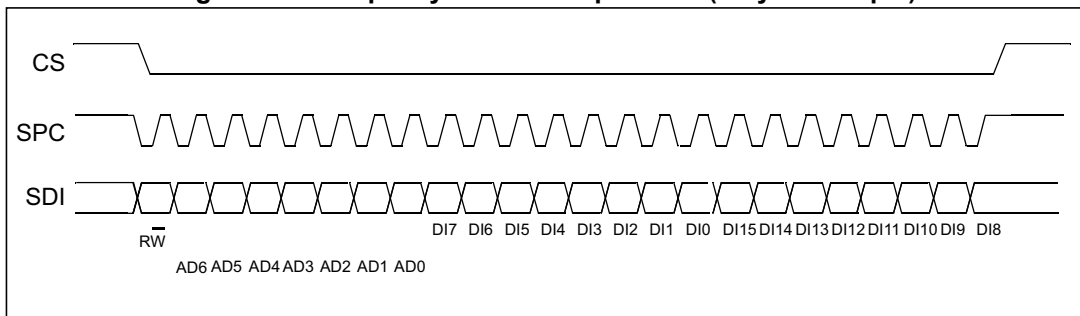 CS
SPC
SDI
DI7 DI6 DI5 DI4 DI3 DI2 DI1 DI0 DI15 DI14 DI13 DI12 DI11 DI10 DI9 DI8
RW
AD6 AD5 AD4 AD3 AD2 AD1 AD0